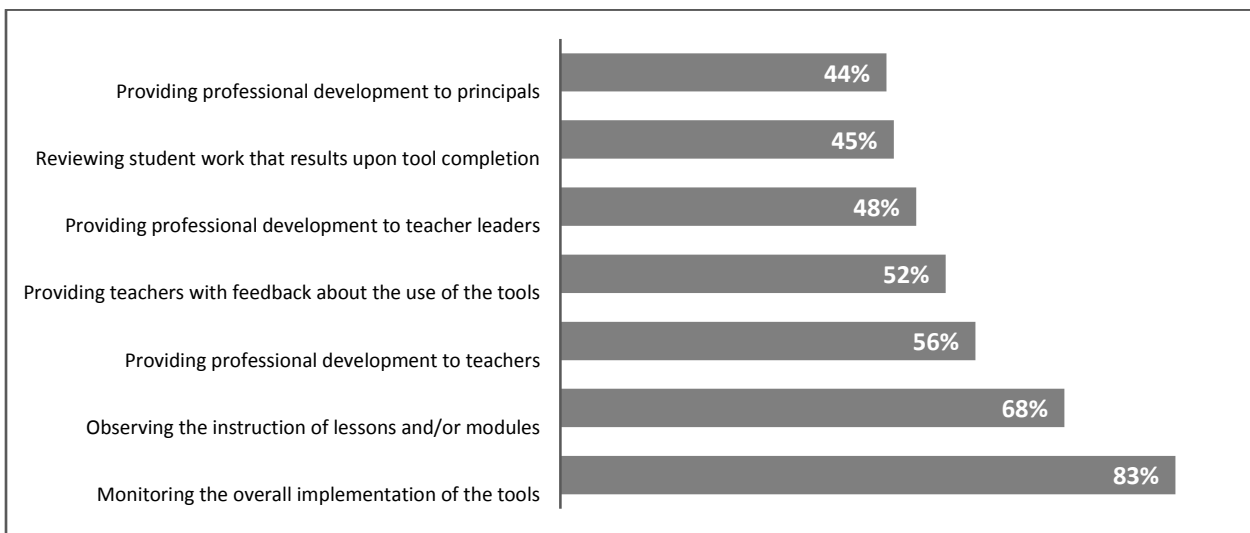 44%
Providing professional development to principals
45%
Reviewing student work that results upon tool completion
48%
Providing professional development to teacher leaders
52%
Providing teachers with feedback about the use of the tools
56%
Providing professional development to teachers
68%
Observing the instruction of lessons and/or modules
83%
Monitoring the overall implementation of the tools